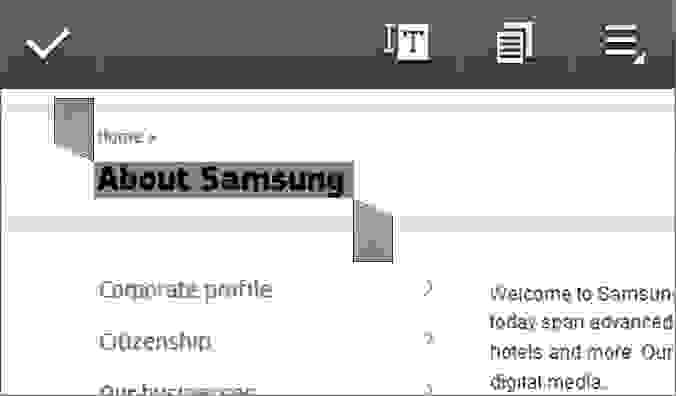 T
Home >
About Samsung
Corporate profile >
Citizenship >
Our businesses >
Welcome to Samsung
today span advanced
hotels and more. Our
digital media.